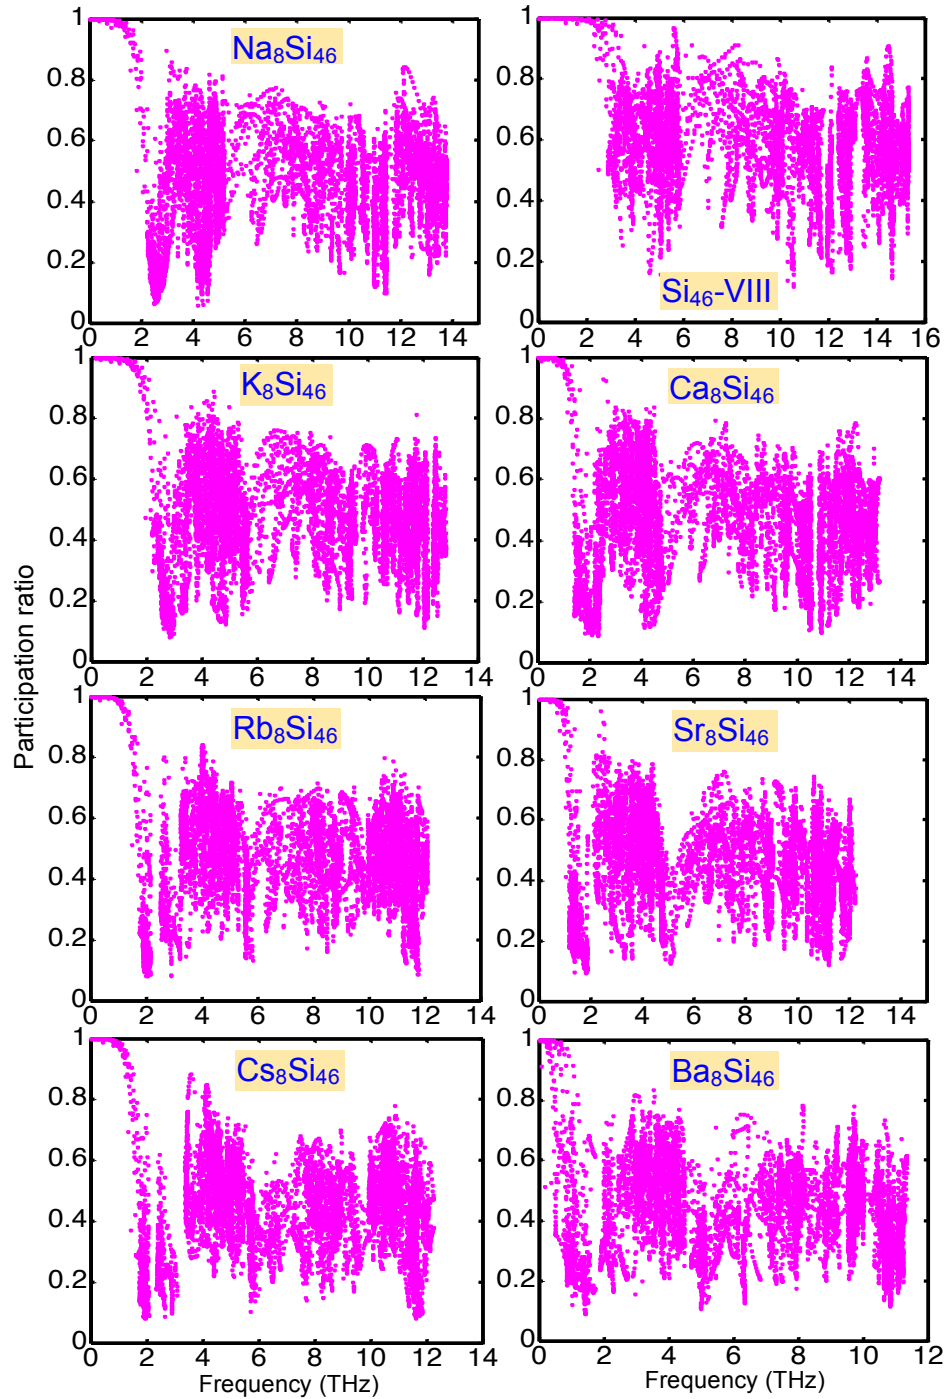 Participation ratio
1
0.8
0.6
0.4
0.2
0
Na₈Si₄₆
0 2 4 6 8 10 12 14
1
0.8
0.6
0.4
0.2
0
Si₄₆-VIII
0 2 4 6 8 10 12 14 16
1
0.8
0.6
0.4
0.2
0
K₈Si₄₆
0 2 4 6 8 10 12 14
1
0.8
0.6
0.4
0.2
0
Ca₈Si₄₆
0 2 4 6 8 10 12 14
1
0.8
0.6
0.4
0.2
0
Rb₈Si₄₆
0 2 4 6 8 10 12 14
1
0.8
0.6
0.4
0.2
0
Sr₈Si₄₆
0 2 4 6 8 10 12 14
1
0.8
0.6
0.4
0.2
0
Cs₈Si₄₆
0 2 4 6 8 10 12 14
Frequency (THz)
1
0.8
0.6
0.4
0.2
0
Ba₈Si₄₆
0 2 4 6 8 10 12
Frequency (THz)